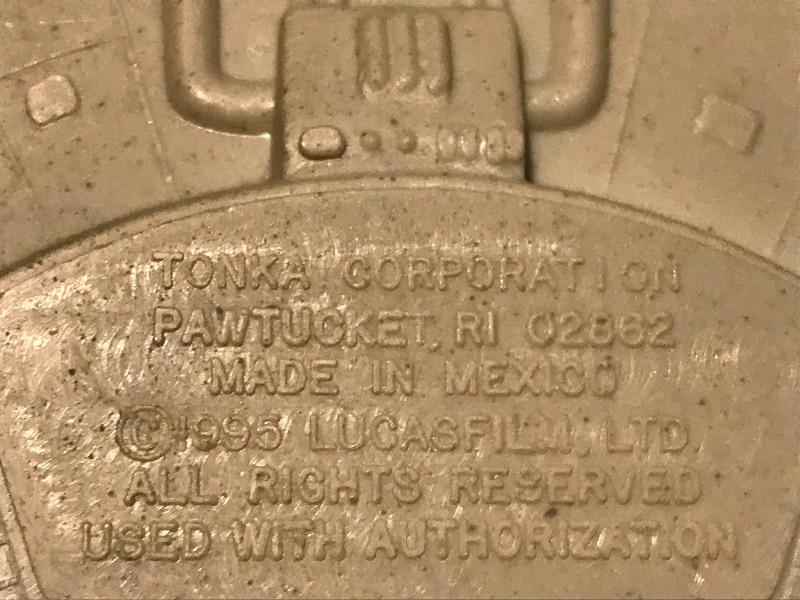 TONKA CORPORATION
PAWTUCKET, RI 02862
MADE IN MEXICO
©1995 LUCASFILM, LTD.
ALL RIGHTS RESERVED
USED WITH AUTHORIZATION